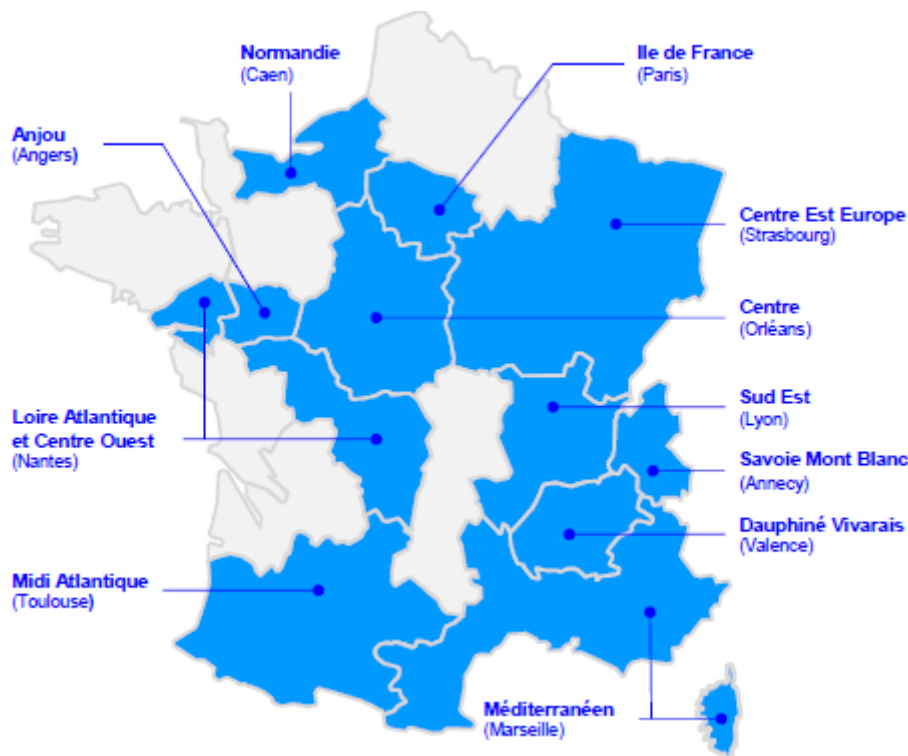 Normandie
(Caen)
Ile de France
(Paris)
Anjou
(Angers)
Centre Est Europe
(Strasbourg)
Centre
(Orléans)
Sud Est
(Lyon)
Loire Atlantique
et Centre Ouest
(Nantes)
Savoie Mont Blanc
(Annecy)
Dauphiné Vivarais
(Valence)
Midi Atlantique
(Toulouse)
Méditerranéen
(Marseille)